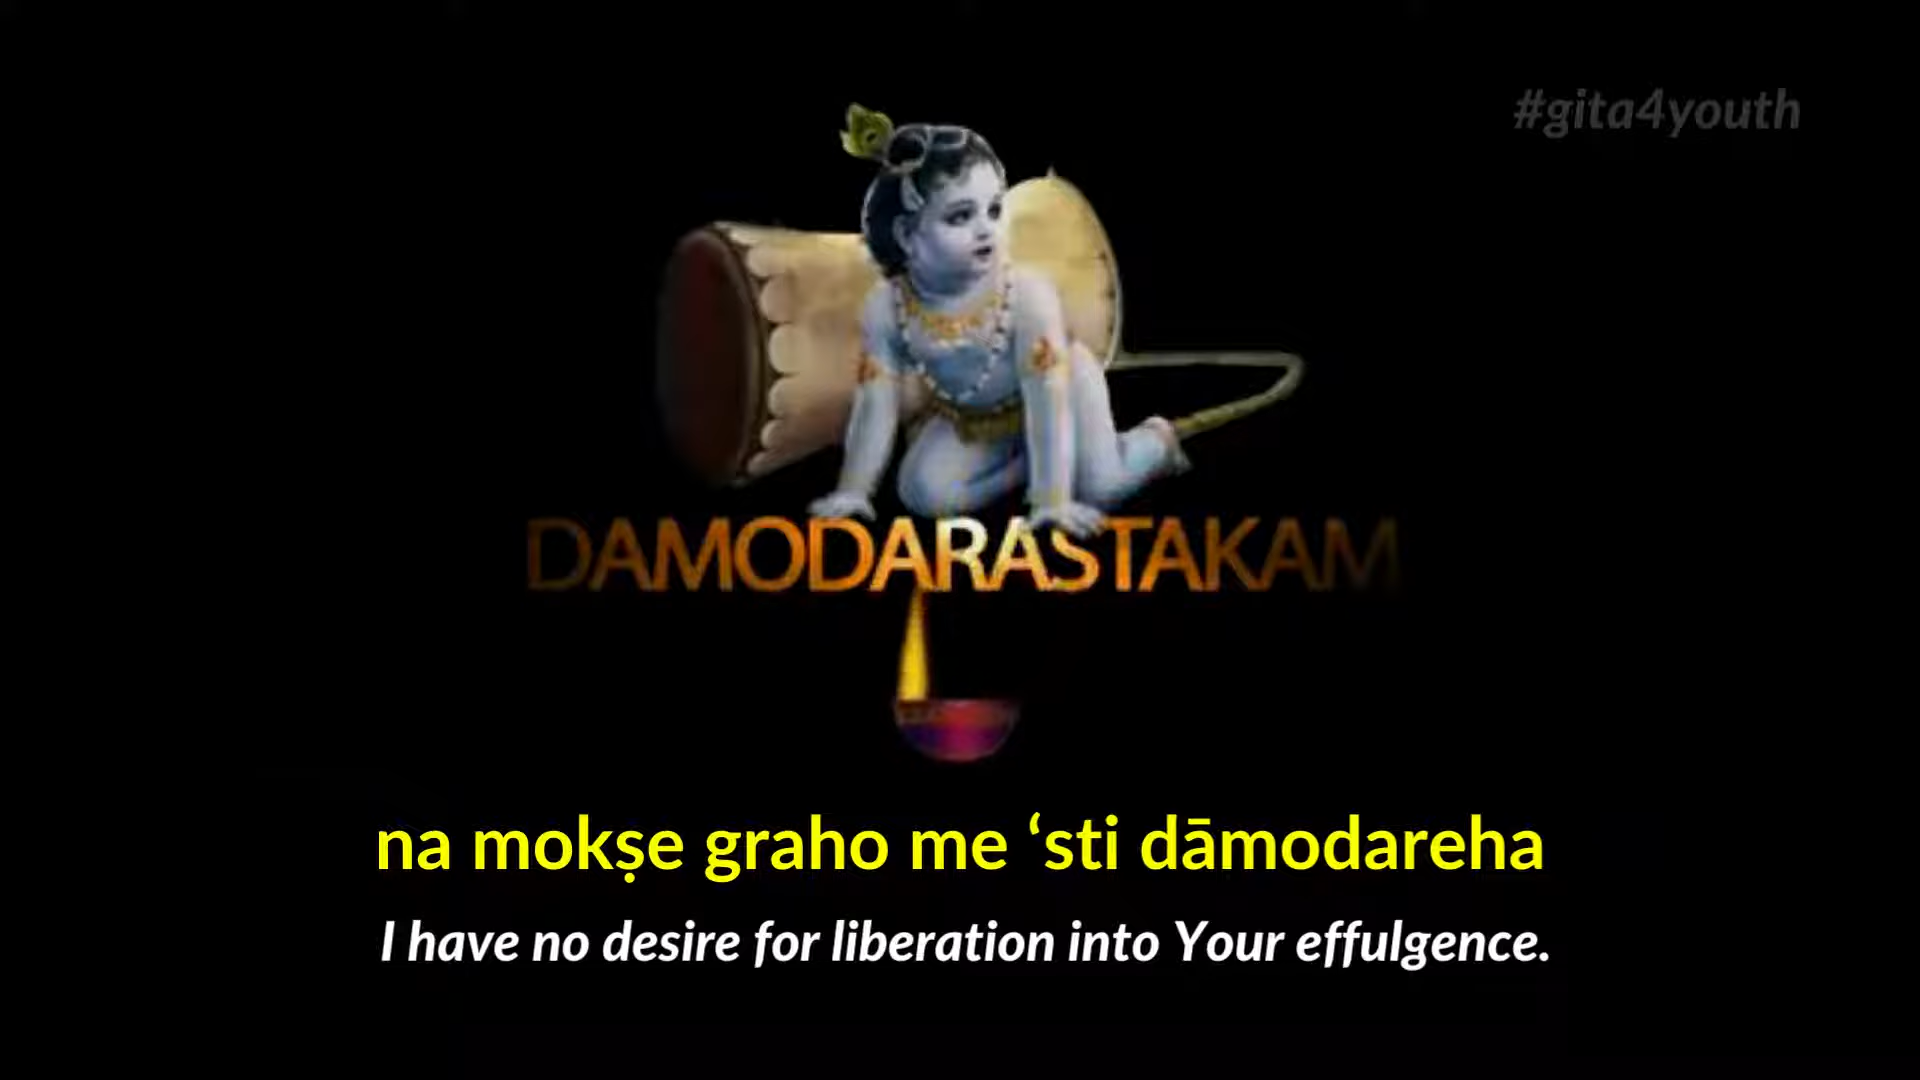 #gita4youth
DAMODARASTAKAM
na mokṣe graho me ‘sti dāmodareha
I have no desire for liberation into Your effulgence.